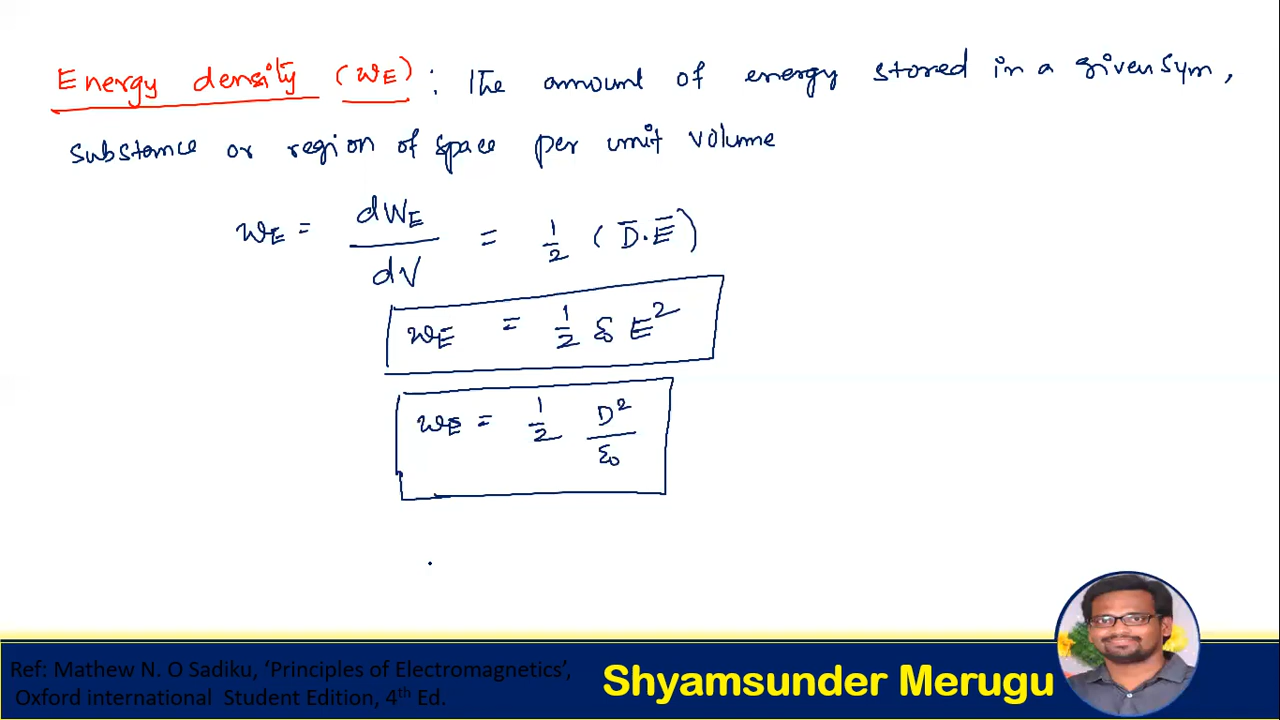 Energy density (wE) : The amount of energy stored in a given Sym,
substance or region of space per unit volume
wE = dWE / dV = 1/2 (D̅.E̅)
wE = 1/2 ε₀ E²
wE = 1/2 D²/ε₀
Ref: Mathew N. O Sadiku, ‘Principles of Electromagnetics’,
Oxford international Student Edition, 4th Ed.
Shyamsunder Merugu